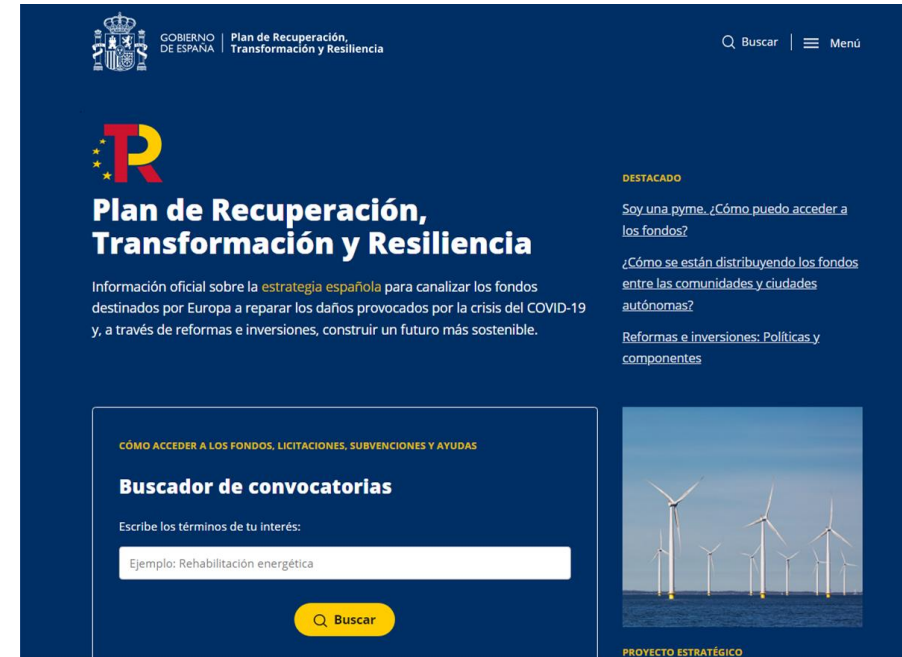 GOBIERNO
DE ESPAÑA
Plan de Recuperación,
Transformación y Resiliencia
Buscar
Menú
Plan de Recuperación,
Transformación y Resiliencia
Información oficial sobre la estrategia española para canalizar los fondos
destinados por Europa a reparar los daños provocados por la crisis del COVID-19
y, a través de reformas e inversiones, construir un futuro más sostenible.
DESTACADO
Soy una pyme. ¿Cómo puedo acceder a
los fondos?
¿Cómo se están distribuyendo los fondos
entre las comunidades y ciudades
autónomas?
Reformas e inversiones: Políticas y
componentes
CÓMO ACCEDER A LOS FONDOS, LICITACIONES, SUBVENCIONES Y AYUDAS
Buscador de convocatorias
Escribe los términos de tu interés:
Ejemplo: Rehabilitación energética
Buscar
PROYECTO ESTRATÉGICO